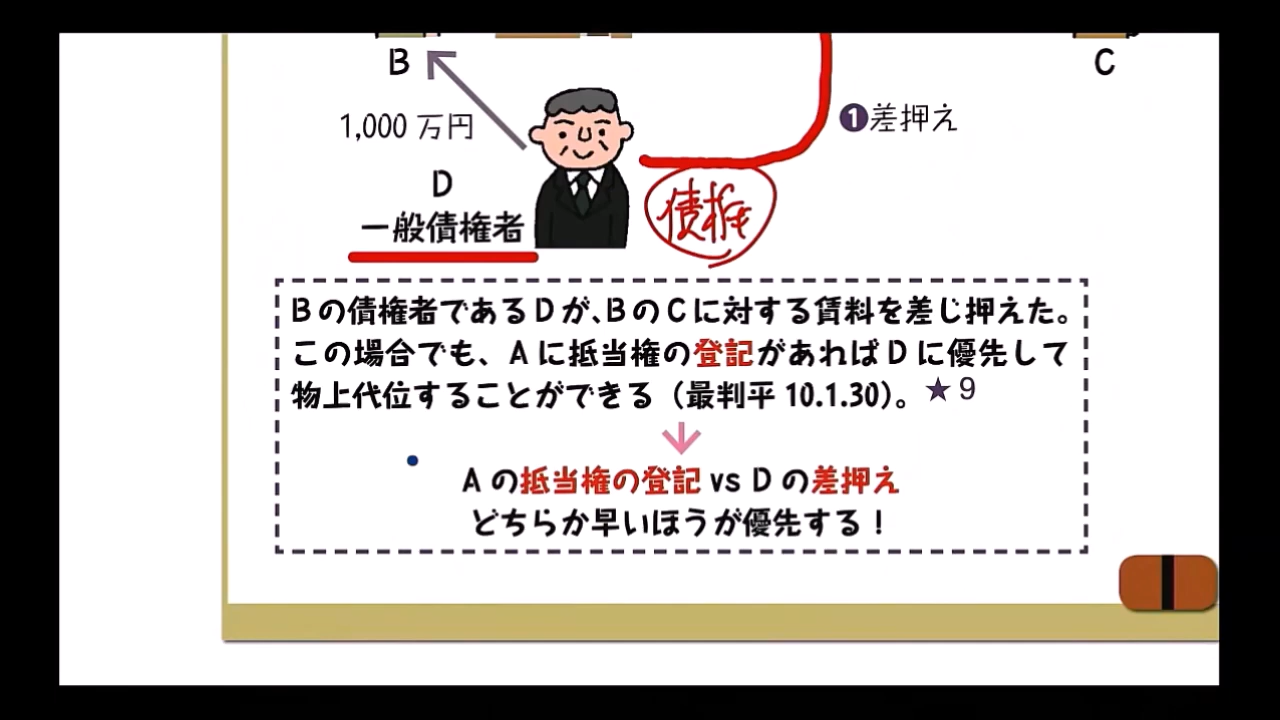 B
C
1,000 万円
❶差押え
D
一般債権者
債権
Bの債権者であるDが、BのCに対する賃料を差じ押えた。
この場合でも、Aに抵当権の登記があればDに優先して
物上代位することができる（最判平 10.1.30）。★9
Aの抵当権の登記 vs Dの差押え
どちらか早いほうが優先する！